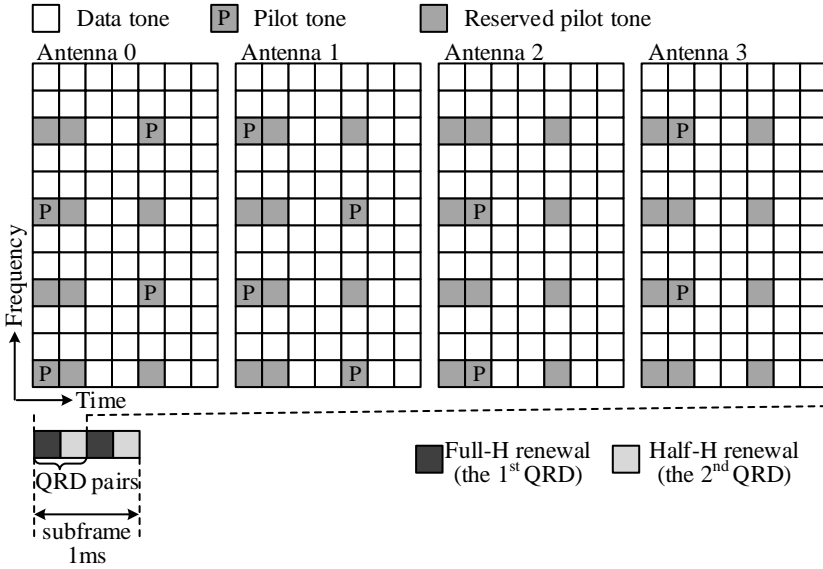 Data tone P Pilot tone Reserved pilot tone
Antenna 0 Antenna 1 Antenna 2 Antenna 3
P P P
P P P
P P P
P P P
Frequency
Time
Full-H renewal Half-H renewal
(the 1st QRD) (the 2nd QRD)
QRD pairs
subframe
1ms